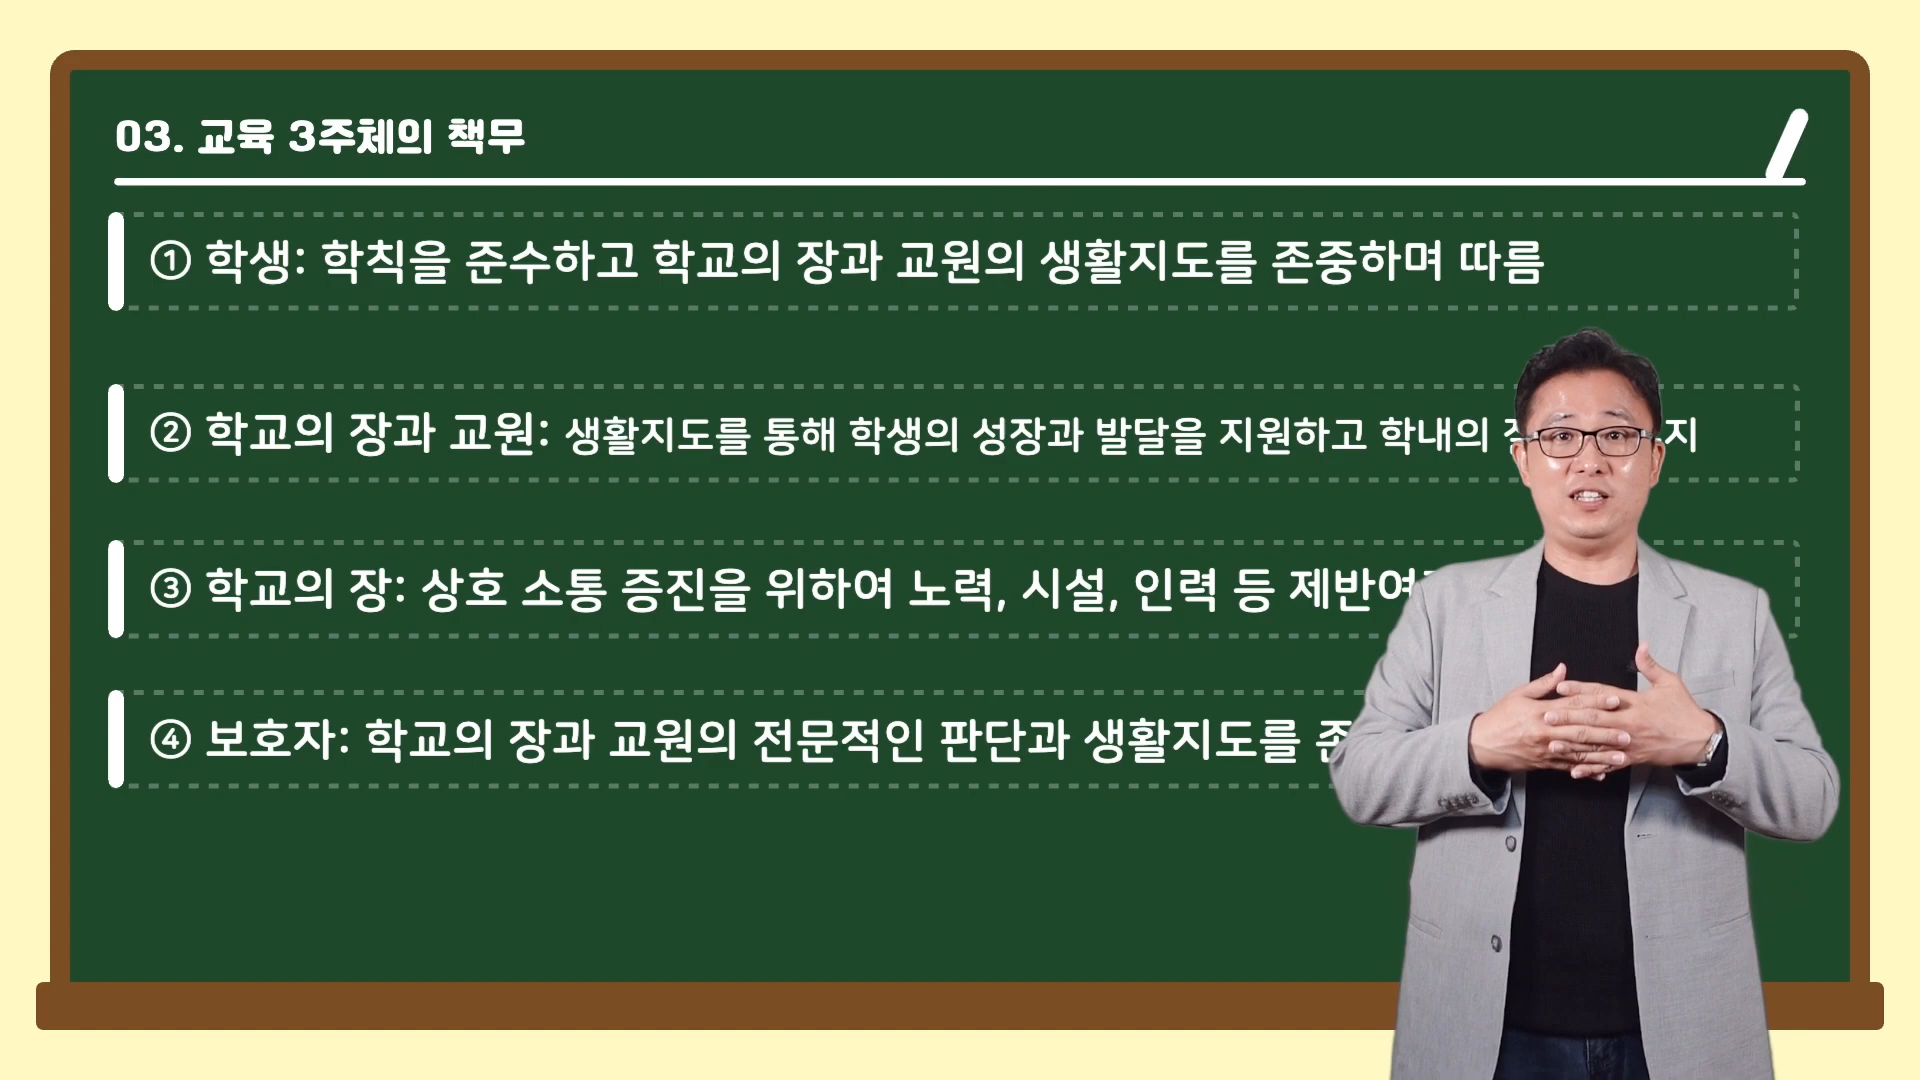 03. 교육 3주체의 책무
① 학생: 학칙을 준수하고 학교의 장과 교원의 생활지도를 존중하며 따름
② 학교의 장과 교원: 생활지도를 통해 학생의 성장과 발달을 지원하고 학내의
③ 학교의 장: 상호 소통 증진을 위하여 노력, 시설, 인력 등
④ 보호자: 학교의 장과 교원의 전문적인 판단과 생활지도를